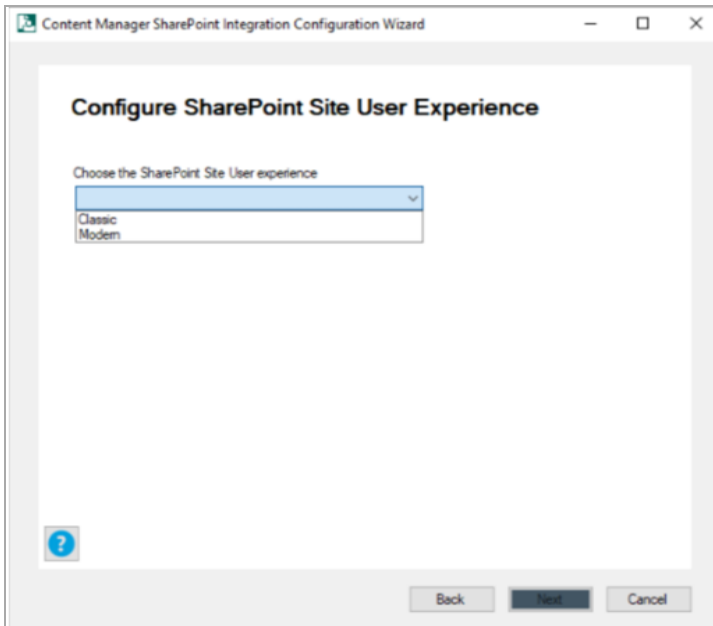 Content Manager SharePoint Integration Configuration Wizard
Configure SharePoint Site User Experience
Choose the SharePoint Site User experience
Classic
Modern
?
Back Next Cancel